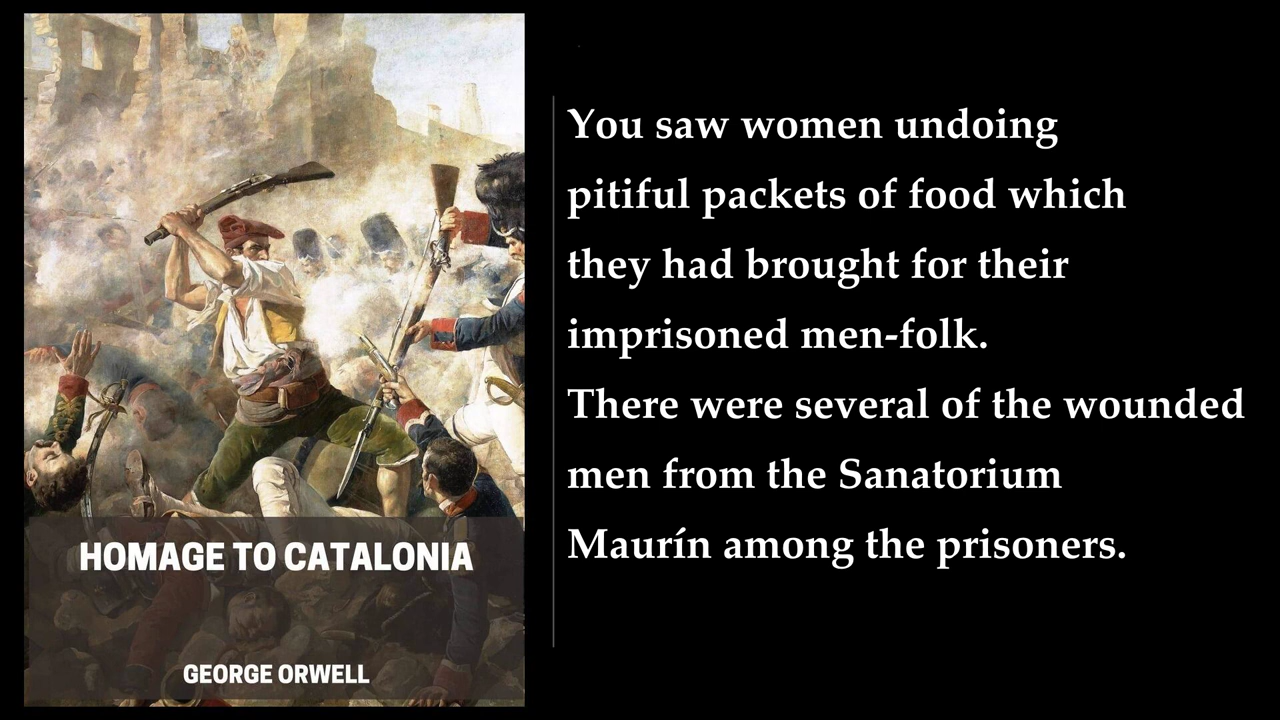 HOMAGE TO CATALONIA
GEORGE ORWELL
You saw women undoing
pitiful packets of food which
they had brought for their
imprisoned men-folk.
There were several of the wounded
men from the Sanatorium
Maurín among the prisoners.